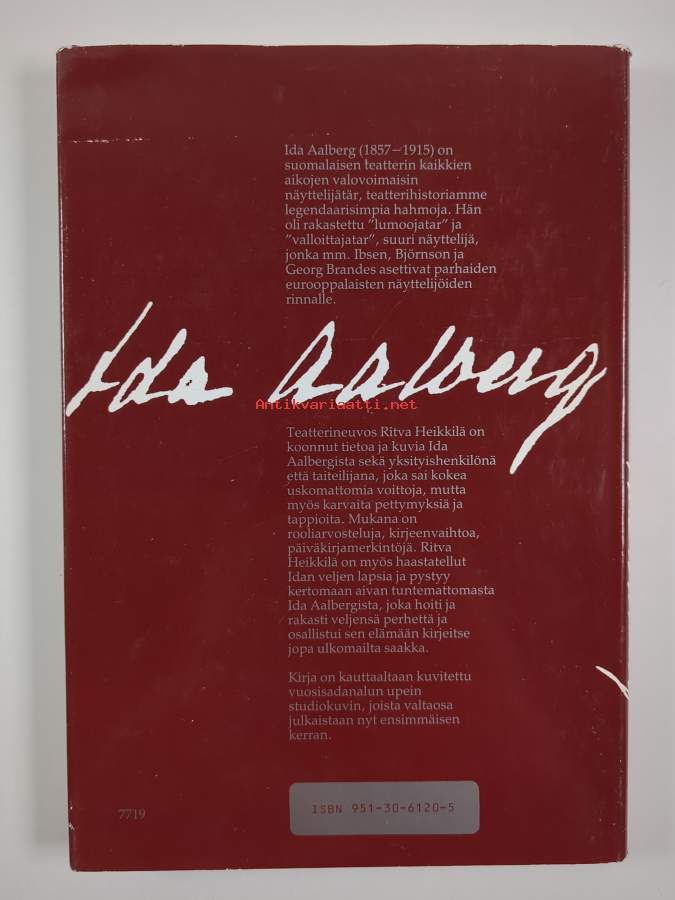 Ida Aalberg (1857—1915) on
suomalaisen teatterin kaikkien
aikojen valovoimaisin
näyttelijätär, teatterihistoriamme
legendaarisimpia hahmoja. Hän
oli rakastettu ”lumoojatar” ja
”valloittajatar”, suuri näyttelijä,
jonka mm. Ibsen, Björnson ja
Georg Brandes asettivat parhaiden
eurooppalaisten näyttelijöiden
rinnalle.
Ida Aalberg
Antikvariaatti.net
Teatterineuvos Ritva Heikkilä on
koonnut tietoa ja kuvia Ida
Aalbergista sekä yksityishenkilönä
että taiteilijana, joka sai kokea
uskomattomia voittoja, mutta
myös karvaita pettymyksiä ja
tappioita. Mukana on
rooliarvosteluja, kirjeenvaihtoa,
päiväkirjamerkintöjä. Ritva
Heikkilä on myös haastatellut
Idan veljen lapsia ja pystyy
kertomaan aivan tuntemattomasta
Ida Aalbergista, joka hoiti ja
rakasti veljensä perhettä ja
osallistui sen elämään kirjeitse
jopa ulkomailta saakka.
Kirja on kauttaaltaan kuvitettu
vuosisadanalun upein
studiokuvin, joista valtaosa
julkaistaan nyt ensimmäisen
kerran.
7719
ISBN 951-30-6120-5